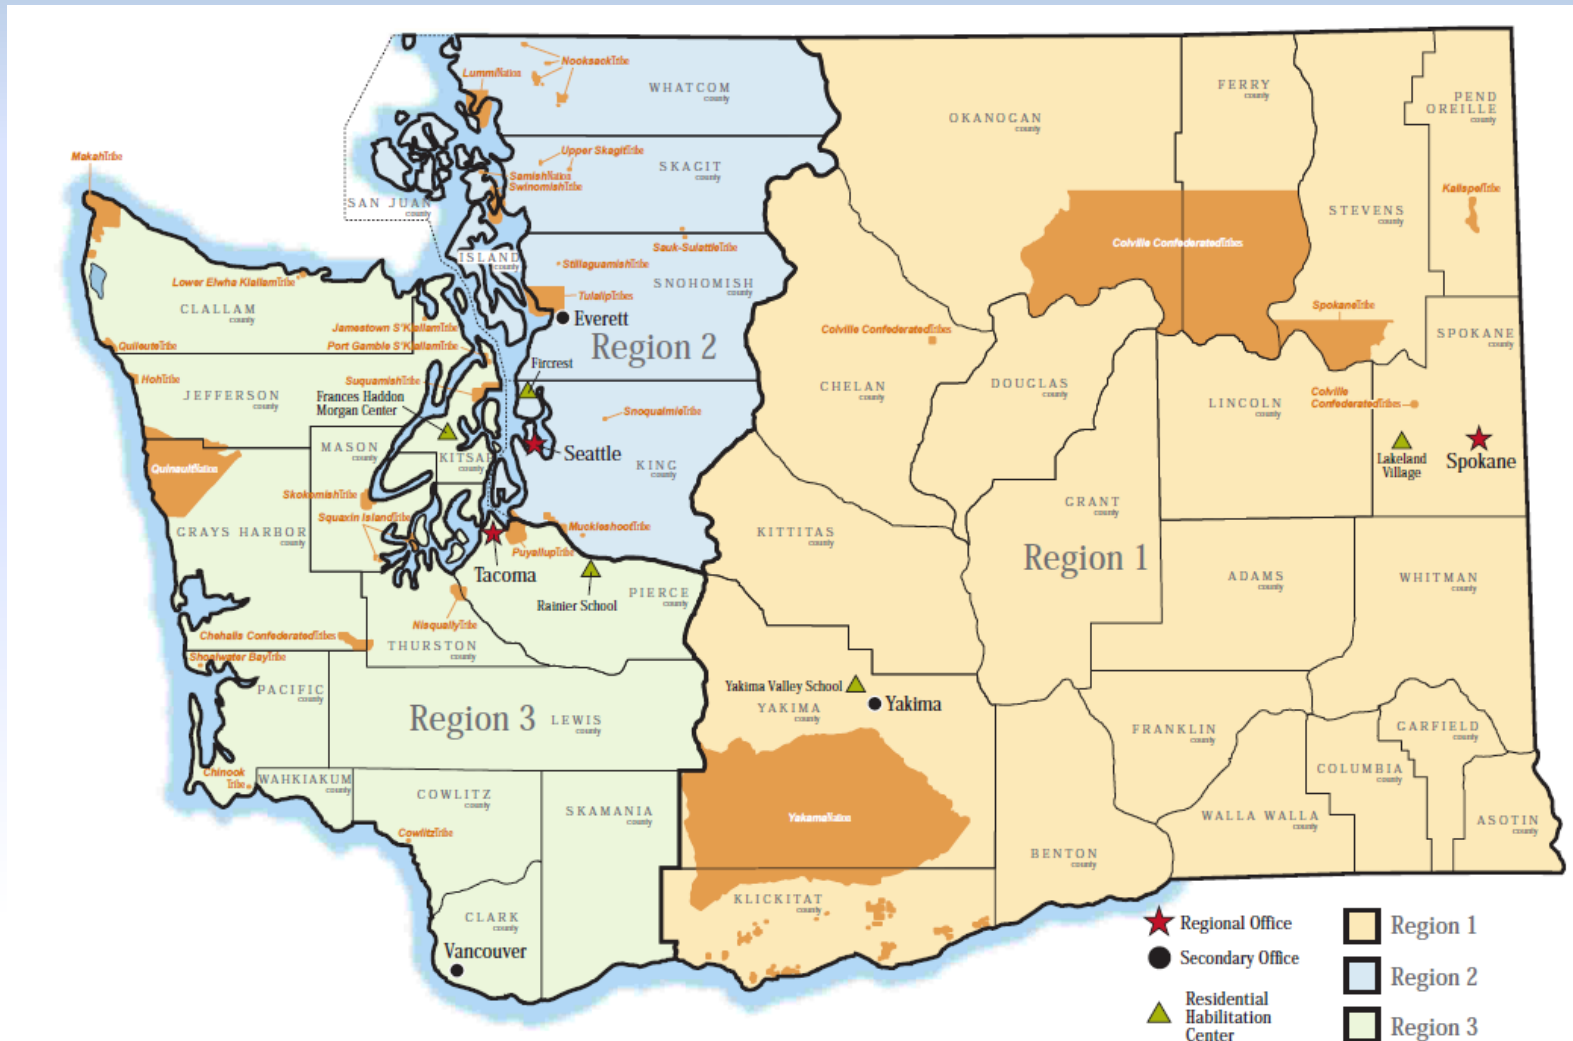 Nooksack Tribe
Lummi Nation
WHATCOM
county
OKANOGAN
county
FERRY
county
PEND
OREILLE
county
Makah Tribe
Upper Skagit Tribe
Samish Nation
Swinomish Tribe
SKAGIT
county
SAN JUAN
county
Kalispel Tribe
STEVENS
county
Colville Confederated Tribes
Sauk-Suiattle Tribe
ISLAND
county
Stillaguamish Tribe
SNOHOMISH
county
Lower Elwha Klallam Tribe
CLALLAM
county
Tulalip Tribes
Everett
Region 2
Jamestown S'Klallam Tribe
Port Gamble S'Klallam Tribe
Quileute Tribe
Colville Confederated Tribes
Spokane Tribe
SPOKANE
county
Fircrest
Hoh Tribe
JEFFERSON
county
Suquamish Tribe
Frances Haddon
Morgan Center
CHELAN
county
DOUGLAS
county
LINCOLN
county
Colville
Confederated Tribes
Snoqualmie Tribe
MASON
county
KITSAP
county
Seattle
KING
county
Lakeland
Village
Spokane
Quinault Nation
Skokomish Tribe
Squaxin Island Tribe
GRAYS HARBOR
county
Muckleshoot Tribe
Puyallup Tribe
KITTITAS
county
GRANT
county
Region 1
Tacoma
Rainier School
PIERCE
county
ADAMS
county
WHITMAN
county
Nisqually Tribe
Chehalis Confederated Tribes
THURSTON
county
Shoalwater Bay Tribe
PACIFIC
county
Region 3
LEWIS
county
Yakima Valley School
YAKIMA
county
Yakima
FRANKLIN
county
GARFIELD
county
COLUMBIA
county
Chinook
Tribe
WAHKIAKUM
county
COWLITZ
county
SKAMANIA
county
Cowlitz Tribe
Yakama Nation
WALLA WALLA
county
ASOTIN
county
BENTON
county
KLICKITAT
county
CLARK
county
Vancouver
Regional Office
Secondary Office
Residential
Habilitation
Center
Region 1
Region 2
Region 3